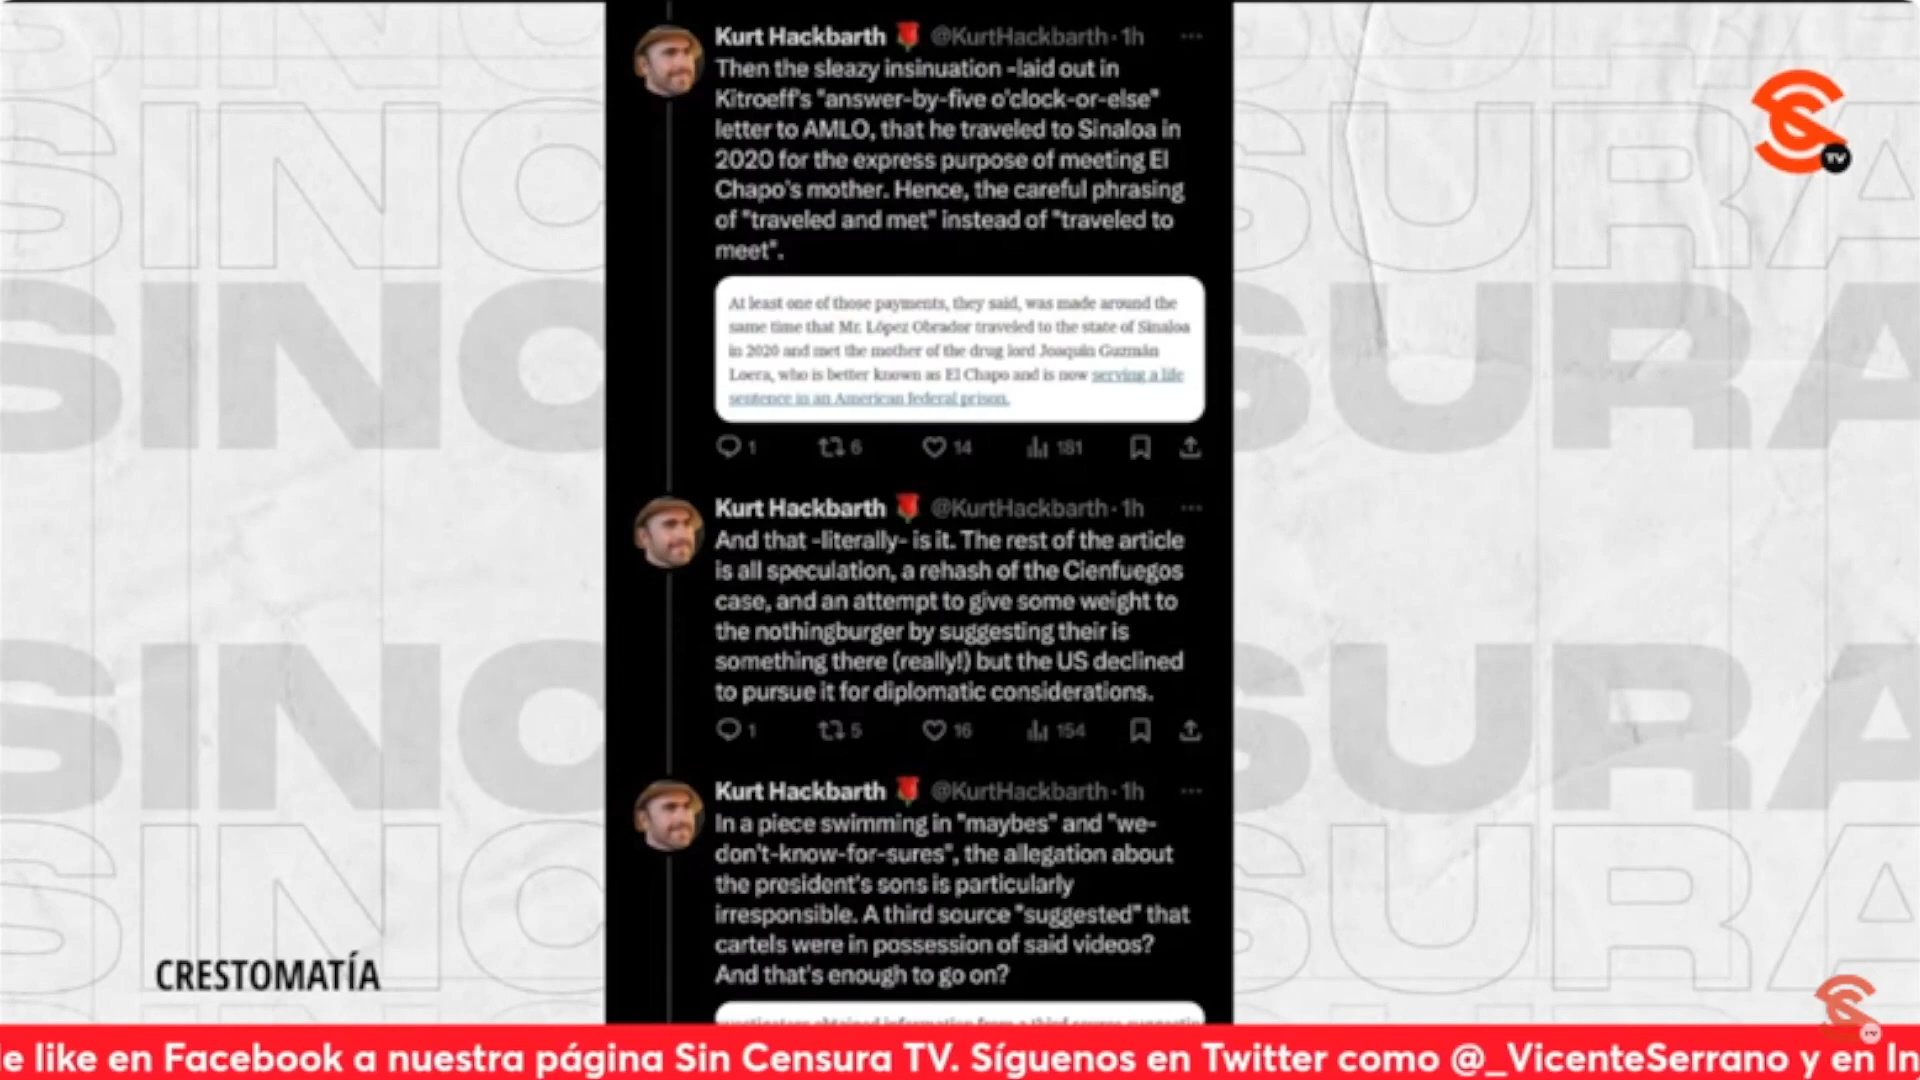 Kurt Hackbarth @KurtHackbarth · 1h
Then the sleazy insinuation -laid out in
Kitroeff's "answer-by-five o'clock-or-else"
letter to AMLO, that he traveled to Sinaloa in
2020 for the express purpose of meeting El
Chapo's mother. Hence, the careful phrasing
of "traveled and met" instead of "traveled to
meet".
At least one of those payments, they said, was made around the
same time that Mr. López Obrador traveled to the state of Sinaloa
in 2020 and met the mother of the drug lord Joaquín Guzmán
Loera, who is better known as El Chapo and is now serving a life
sentence in an American federal prison.
1 6 14 181
Kurt Hackbarth @KurtHackbarth · 1h
And that -literally- is it. The rest of the article
is all speculation, a rehash of the Cienfuegos
case, and an attempt to give some weight to
the nothingburger by suggesting their is
something there (really!) but the US declined
to pursue it for diplomatic considerations.
1 5 16 154
Kurt Hackbarth @KurtHackbarth · 1h
In a piece swimming in "maybes" and "we-
don't-know-for-sures", the allegation about
the president's sons is particularly
irresponsible. A third source "suggested" that
cartels were in possession of said videos?
And that's enough to go on?
SINC SURA
SINC SURA
SINC SURA
SINC SURA
TV
CRESTOMATÍA
TV
le like en Facebook a nuestra página Sin Censura TV. Síguenos en Twitter como @_VicenteSerrano y en In